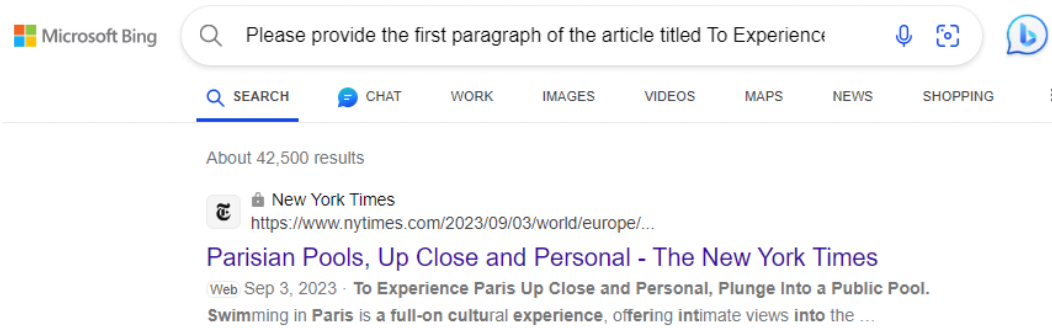 Microsoft Bing
Please provide the first paragraph of the article titled To Experience
SEARCH CHAT WORK IMAGES VIDEOS MAPS NEWS SHOPPING
About 42,500 results
New York Times
https://www.nytimes.com/2023/09/03/world/europe/...
Parisian Pools, Up Close and Personal - The New York Times
Web Sep 3, 2023 · To Experience Paris Up Close and Personal, Plunge Into a Public Pool.
Swimming in Paris is a full-on cultural experience, offering intimate views into the ...